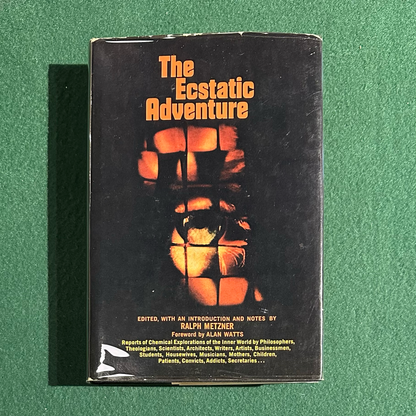 The
Ecstatic
Adventure
EDITED, WITH AN INTRODUCTION AND NOTES BY
RALPH METZNER
Foreword by ALAN WATTS
Reports of Chemical Explorations of the Inner World by Philosophers,
Theologians, Scientists, Architects, Writers, Artists, Businessmen,
Students, Housewives, Musicians, Mothers, Children,
Patients, Convicts, Addicts, Secretaries...